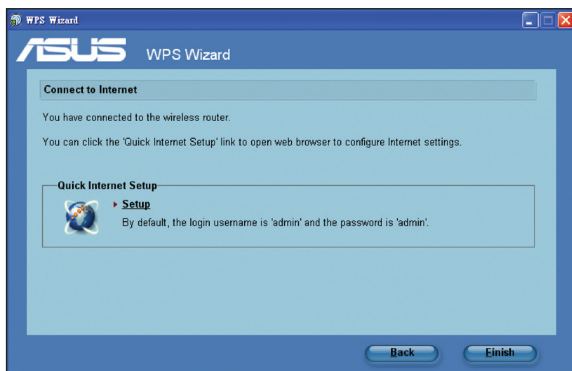 WPS Wizard
ASUS WPS Wizard
Connect to Internet
You have connected to the wireless router.
You can click the 'Quick Internet Setup' link to open web browser to configure Internet settings.
Quick Internet Setup
Setup
By default, the login username is 'admin' and the password is 'admin'.
Back Finish